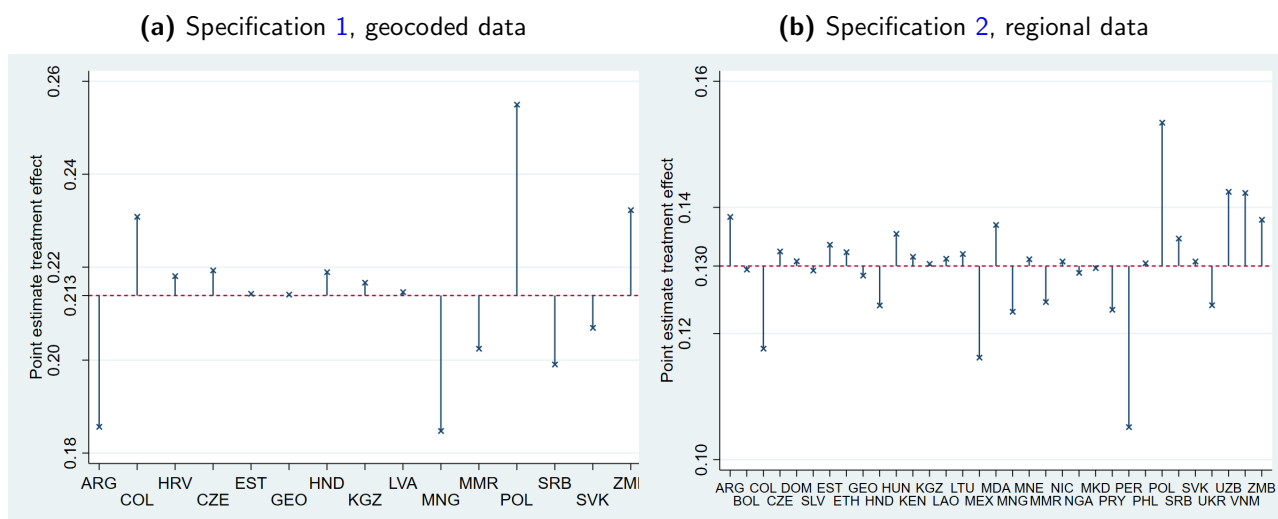 (a) Specification 1, geocoded data
Point estimate treatment effect
0.26
0.24
0.22
0.213
0.20
0.18
ARG HRV EST HND LVA MMR SRB ZM
COL CZE GEO KGZ MNG POL SVK
(b) Specification 2, regional data
Point estimate treatment effect
0.16
0.14
0.130
0.12
0.10
ARG COL DOM EST GEO HUN KGZ LTU MDA MNE NIC MKD PER POL SVK UZB ZMB
BOL CZE SLV ETH HND KEN LAO MEX MNG MMR NGA PRY PHL SRB UKR VNM